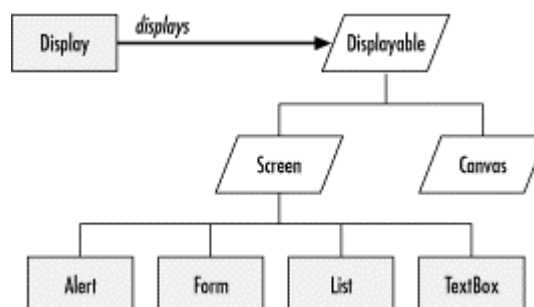 displays
Display
Displayable
Screen
Canvas
Alert
Form
List
TextBox